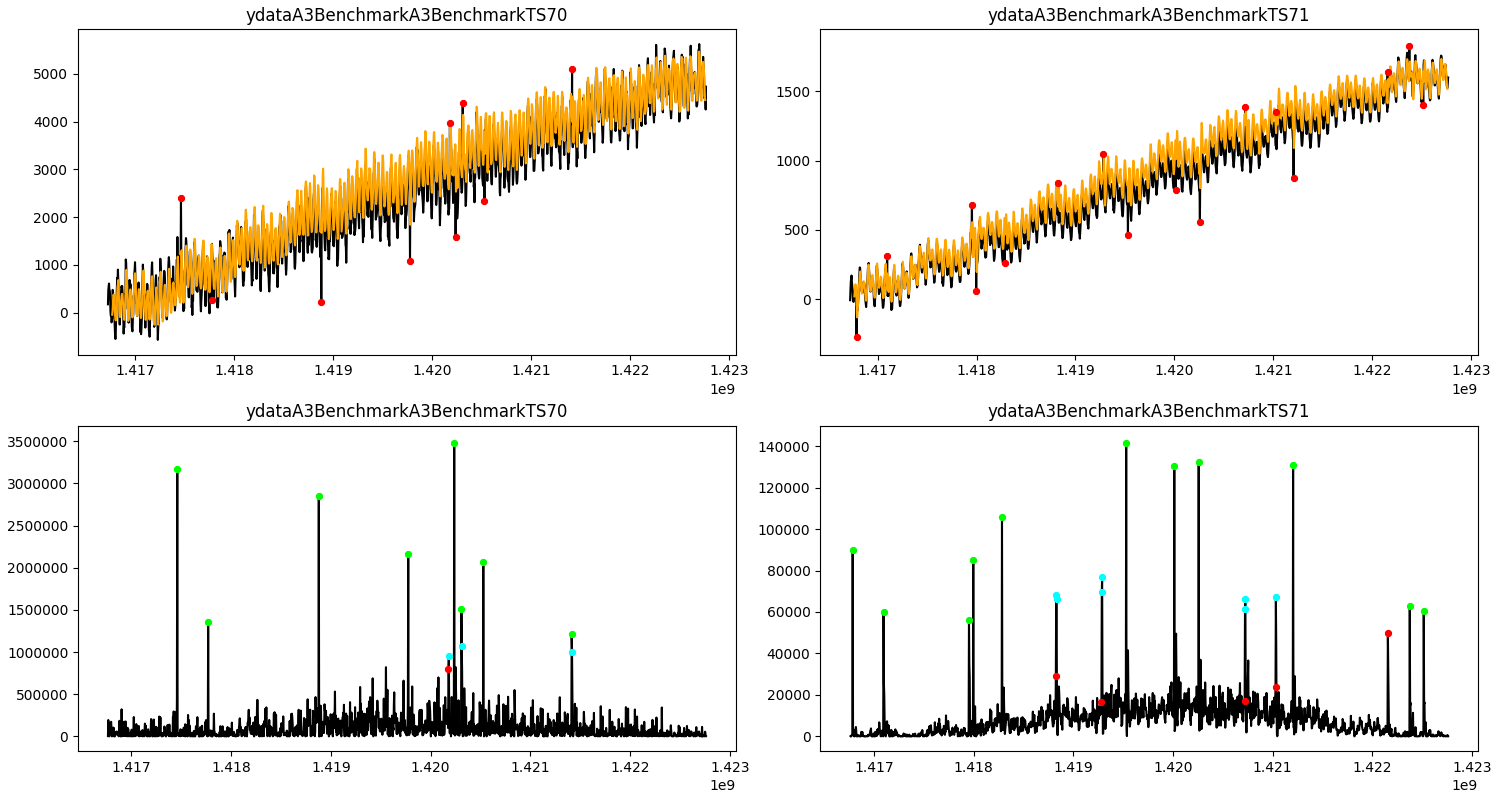 ydataA3BenchmarkA3BenchmarkTS70
5000
4000
3000
2000
1000
0
1.417 1.418 1.419 1.420 1.421 1.422 1.423
1e9
ydataA3BenchmarkA3BenchmarkTS71
1500
1000
500
0
1.417 1.418 1.419 1.420 1.421 1.422 1.423
1e9
ydataA3BenchmarkA3BenchmarkTS70
3500000
3000000
2500000
2000000
1500000
1000000
500000
0
1.417 1.418 1.419 1.420 1.421 1.422 1.423
1e9
ydataA3BenchmarkA3BenchmarkTS71
140000
120000
100000
80000
60000
40000
20000
0
1.417 1.418 1.419 1.420 1.421 1.422 1.423
1e9